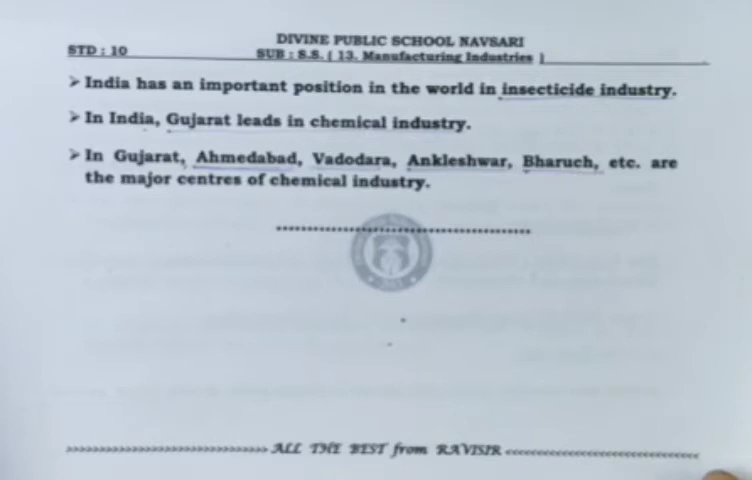 DIVINE PUBLIC SCHOOL NAVSARI
STD : 10 SUB : S.S. ( 13. Manufacturing Industries )
➢ India has an important position in the world in insecticide industry.
➢ In India, Gujarat leads in chemical industry.
➢ In Gujarat, Ahmedabad, Vadodara, Ankleshwar, Bharuch, etc. are
the major centres of chemical industry.
ALL THE BEST from RAVISIR